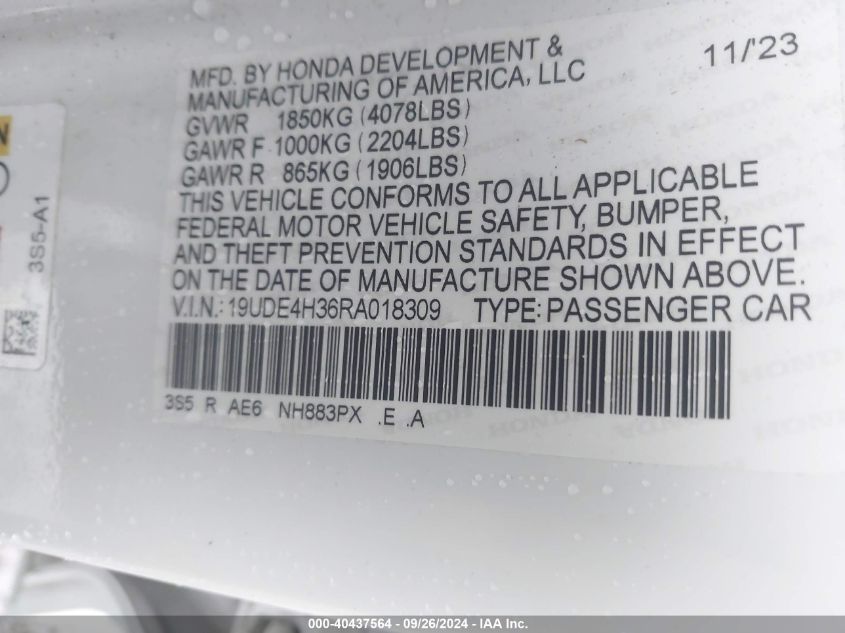 11/'23
MFD. BY HONDA DEVELOPMENT &
MANUFACTURING OF AMERICA, LLC
GVWR 1850KG (4078LBS)
GAWR F 1000KG (2204LBS)
GAWR R 865KG (1906LBS)
THIS VEHICLE CONFORMS TO ALL APPLICABLE
FEDERAL MOTOR VEHICLE SAFETY, BUMPER,
AND THEFT PREVENTION STANDARDS IN EFFECT
ON THE DATE OF MANUFACTURE SHOWN ABOVE.
V.I.N.: 19UDE4H36RA018309 TYPE: PASSENGER CAR
3S5 R AE6 NH883PX .E .A
3S5-A1
000-40437564 - 09/26/2024 - IAA Inc.